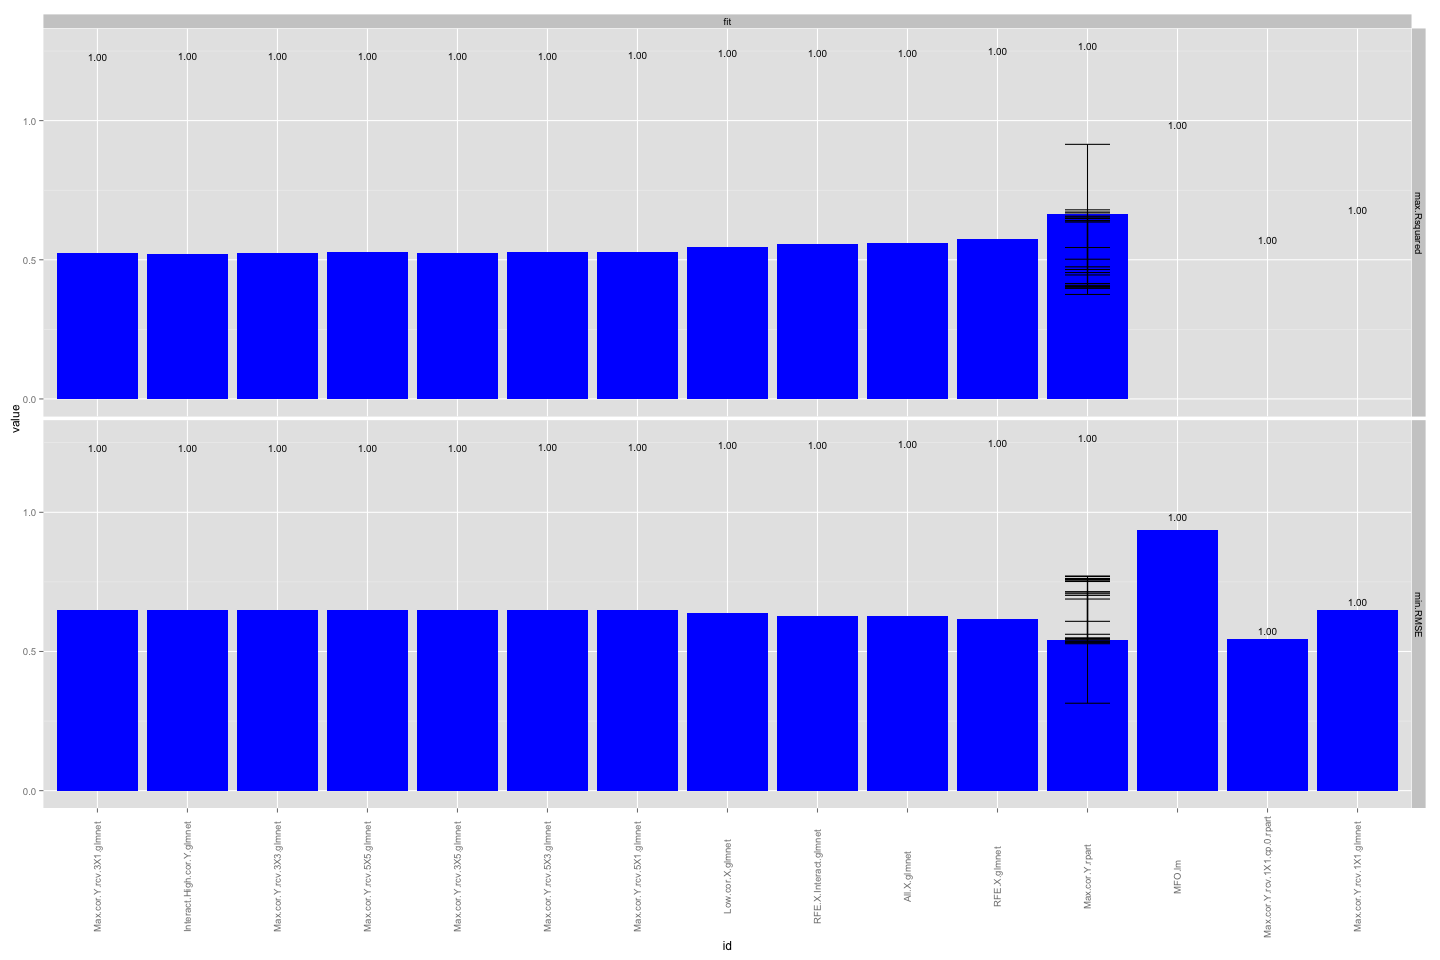 fit
1.00 1.00 1.00 1.00 1.00 1.00 1.00 1.00 1.00 1.00 1.00 1.00
1.00
1.00
1.00
1.0
0.5
0.0
max.Rsquared
value
1.00 1.00 1.00 1.00 1.00 1.00 1.00 1.00 1.00 1.00 1.00 1.00
1.00
1.00
1.00
1.0
0.5
0.0
min.RMSE
Max.cor.Y.rcv.3X1.glmnet
Interact.High.cor.Y.glmnet
Max.cor.Y.rcv.3X3.glmnet
Max.cor.Y.rcv.5X5.glmnet
Max.cor.Y.rcv.3X5.glmnet
Max.cor.Y.rcv.5X3.glmnet
Max.cor.Y.rcv.5X1.glmnet
Low.cor.X.glmnet
RFE.X.Interact.glmnet
All.X.glmnet
RFE.X.glmnet
Max.cor.Y.rpart
MFO.lm
Max.cor.Y.rcv.1X1.cp.0.rpart
Max.cor.Y.rcv.1X1.glmnet
id